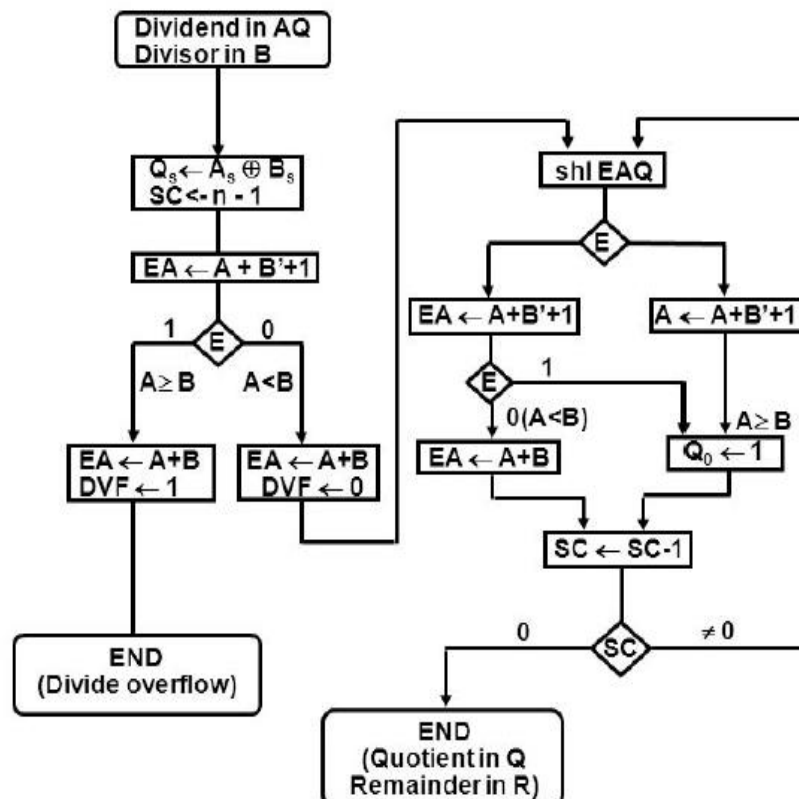 Dividend in AQ
Divisor in B
Qs ← As ⊕ Bs
SC <- n - 1
EA ← A + B'+1
E
1
0
A ≥ B
A<B
EA ← A+B
DVF ← 1
EA ← A+B
DVF ← 0
END
(Divide overflow)
shl EAQ
E
EA ← A+B'+1
A ← A+B'+1
E
1
0(A<B)
A ≥ B
EA ← A+B
Q0 ← 1
SC ← SC-1
0
≠ 0
SC
END
(Quotient in Q
Remainder in R)